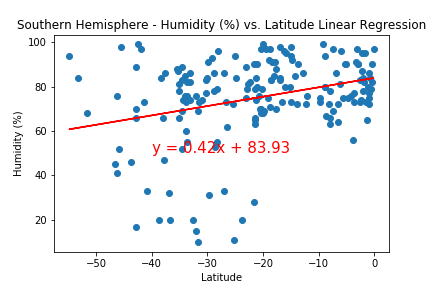 Southern Hemisphere - Humidity (%) vs. Latitude Linear Regression
100
80
60
40
20
Humidity (%)
y = 0.42x + 83.93
−50
−40
−30
−20
−10
0
Latitude